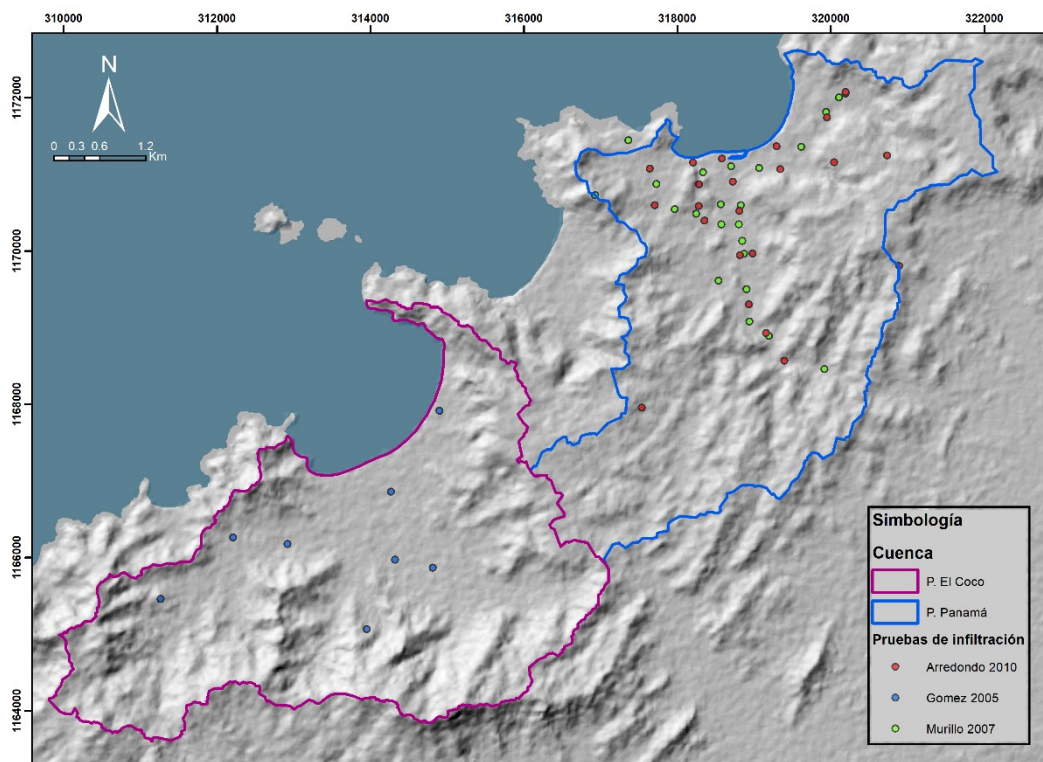 310000 312000 314000 316000 318000 320000 322000
1172000
1170000
1168000
1166000
1164000
N
0 0.3 0.6 1.2
Km
Simbología
Cuenca
P. El Coco
P. Panamá
Pruebas de infiltración
Arredondo 2010
Gomez 2005
Murillo 2007